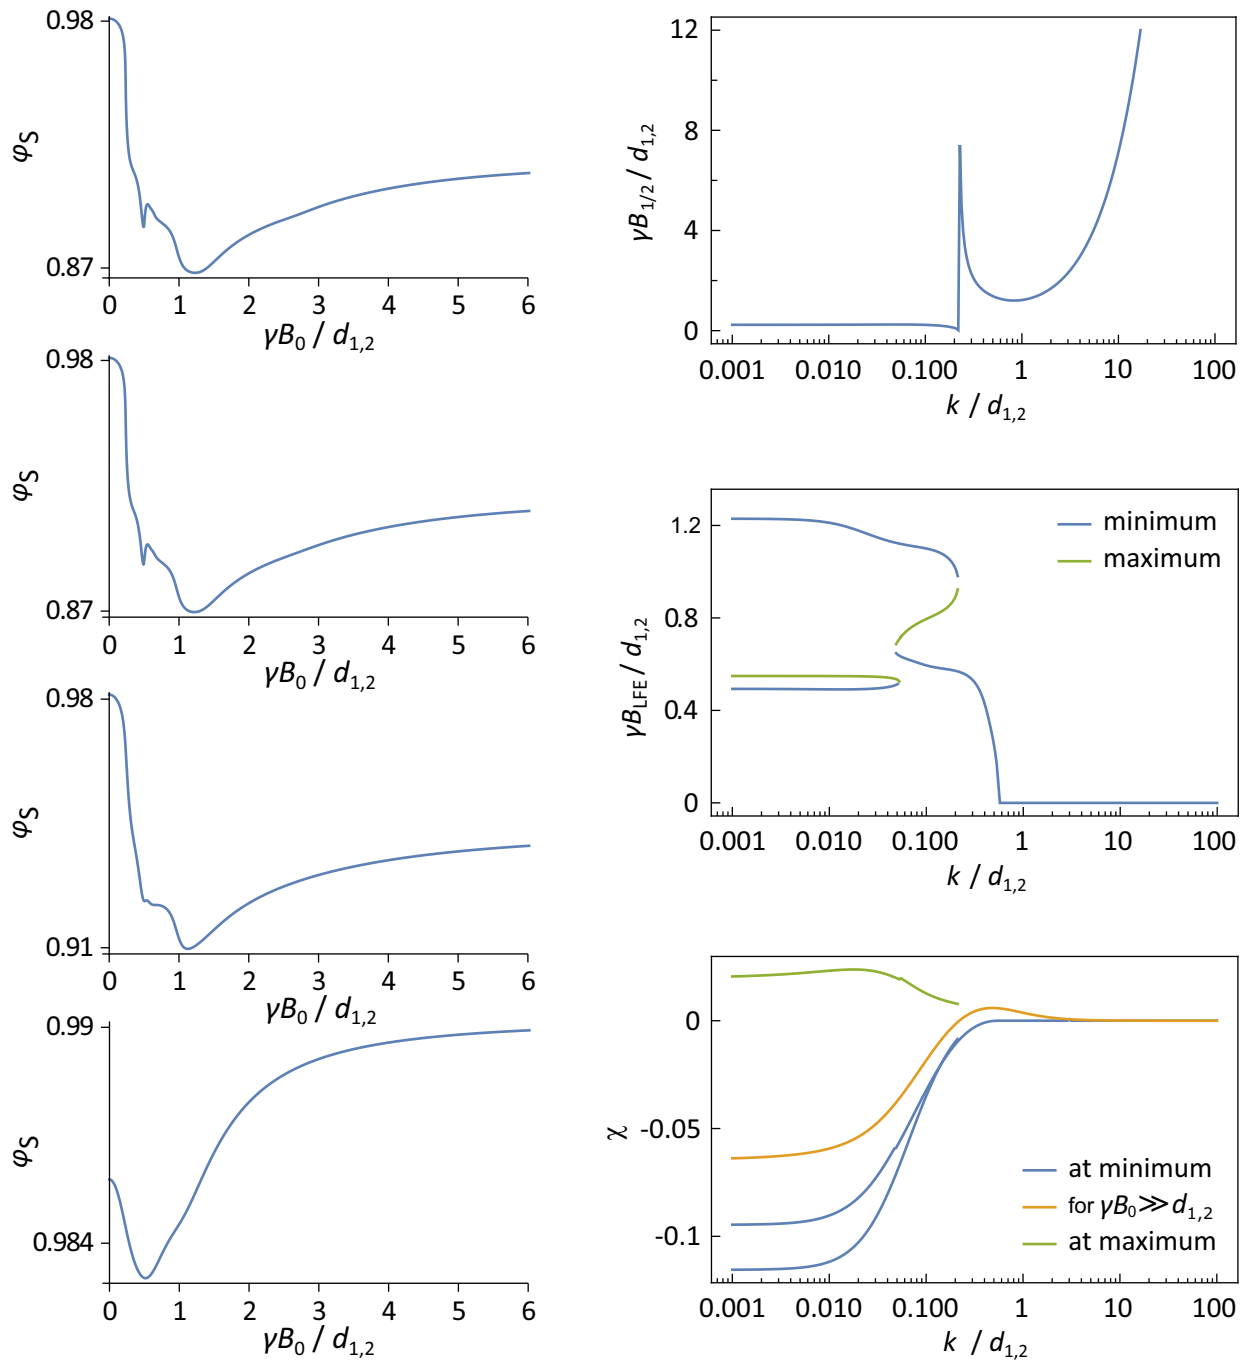 0.98
φS
0.87
0 1 2 3 4 5 6
γB0 / d1,2
0.98
φS
0.87
0 1 2 3 4 5 6
γB0 / d1,2
0.98
φS
0.91
0 1 2 3 4 5 6
γB0 / d1,2
0.99
φS
0.984
0 1 2 3 4 5 6
γB0 / d1,2
12
8
4
0
γB1/2 / d1,2
0.001 0.010 0.100 1 10 100
k / d1,2
1.2
0.8
0.4
0
γBLFE / d1,2
minimum
maximum
0.001 0.010 0.100 1 10 100
k / d1,2
0
-0.05
-0.1
χ
at minimum
for γB0≫d1,2
at maximum
0.001 0.010 0.100 1 10 100
k / d1,2